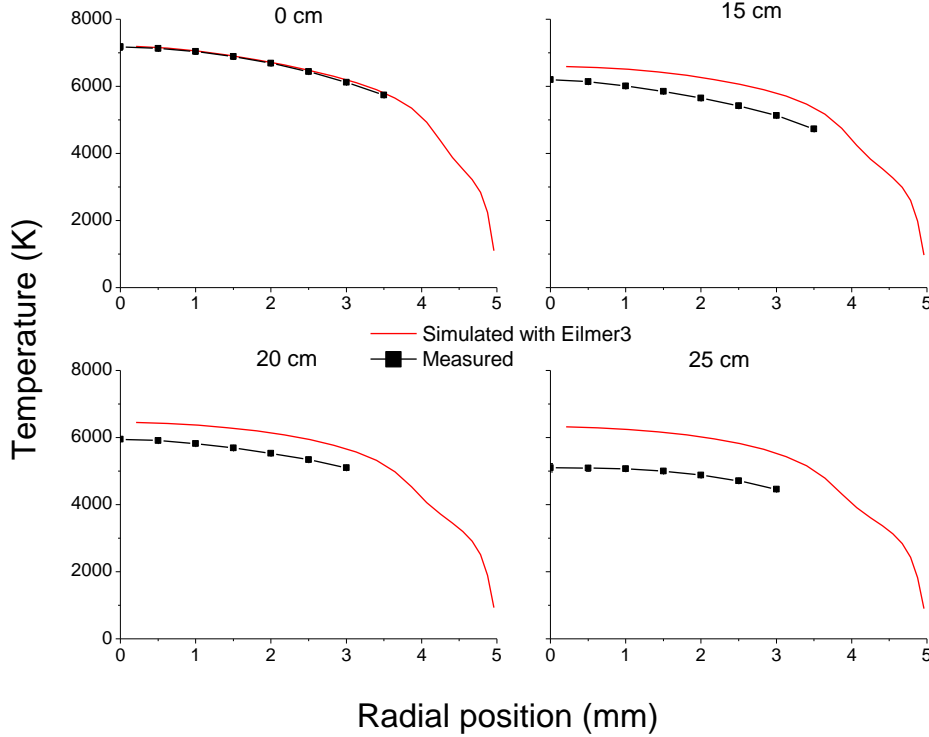 0 cm
15 cm
8000
6000
4000
2000
0
0 1 2 3 4 5
0 1 2 3 4 5
Simulated with Eilmer3
Measured
20 cm
25 cm
8000
6000
4000
2000
0
0 1 2 3 4 5
0 1 2 3 4 5
Temperature (K)
Radial position (mm)